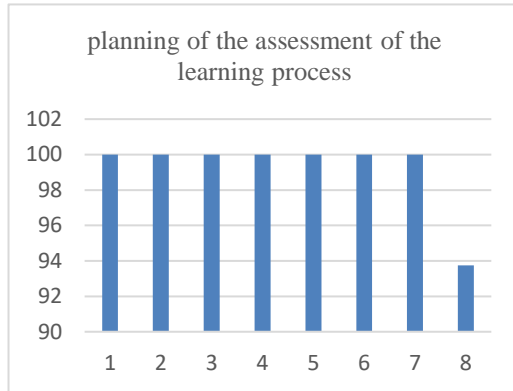 planning of the assessment of the
learning process
102
100
98
96
94
92
90
1 2 3 4 5 6 7 8